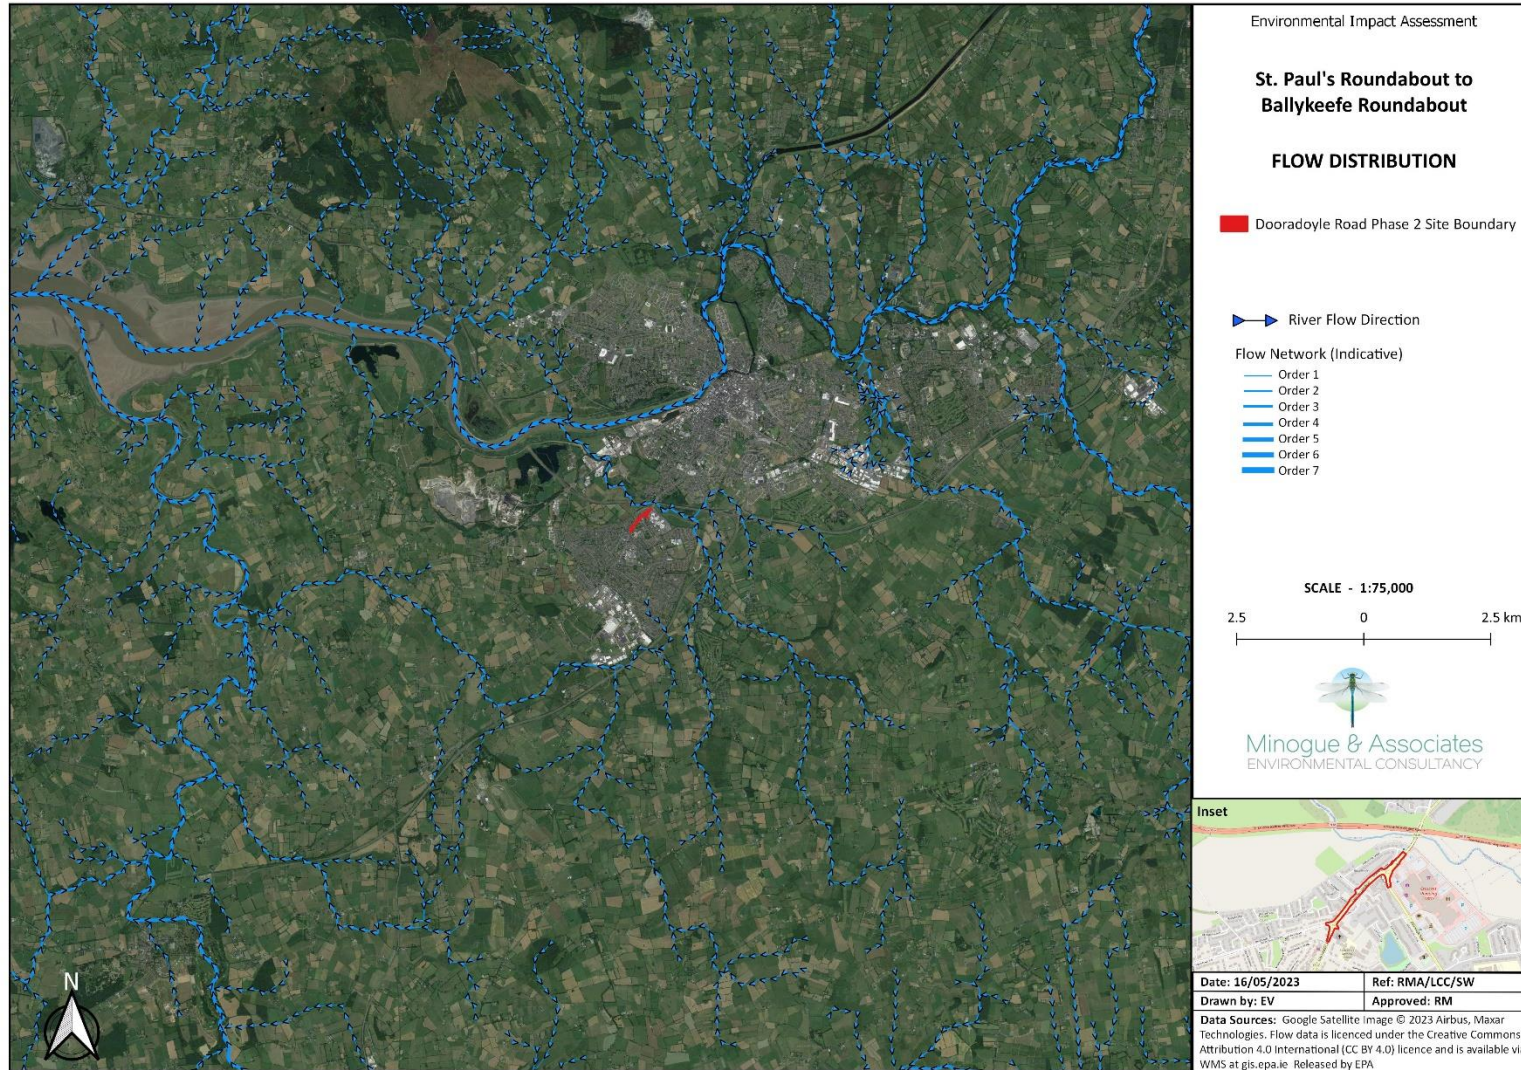 Environmental Impact Assessment
St. Paul's Roundabout to
Ballykeefe Roundabout
FLOW DISTRIBUTION
Dooradoyle Road Phase 2 Site Boundary
River Flow Direction
Flow Network (Indicative)
Order 1
Order 2
Order 3
Order 4
Order 5
Order 6
Order 7
SCALE - 1:75,000
2.5 0 2.5 km
Minogue & Associates
ENVIRONMENTAL CONSULTANCY
Inset
N
Date: 16/05/2023 Ref: RMA/LCC/SW
Drawn by: EV Approved: RM
Data Sources: Google Satellite Image © 2023 Airbus, Maxar
Technologies. Flow data is licenced under the Creative Commons
Attribution 4.0 International (CC BY 4.0) licence and is available via
WMS at gis.epa.ie Released by EPA